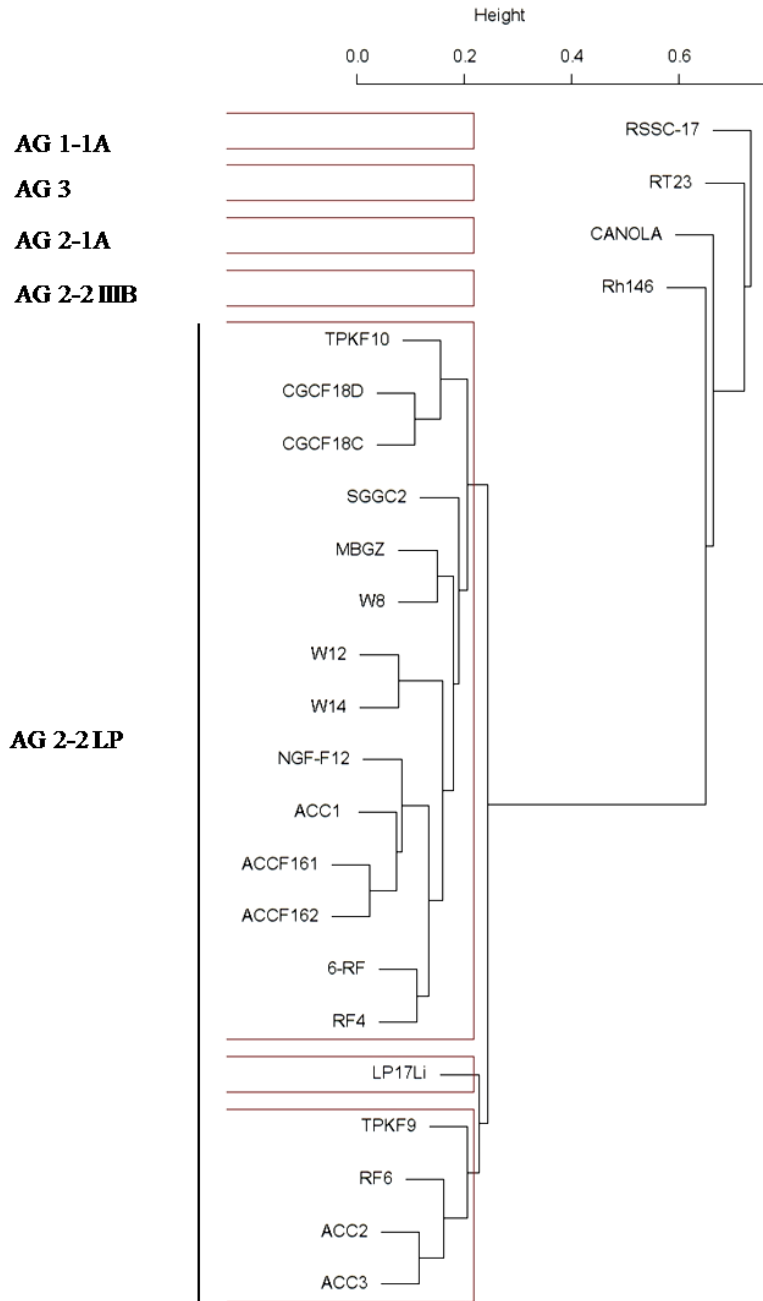 Height
0.0 0.2 0.4 0.6
RSSC-17
AG 1-1A
RT23
AG 3
CANOLA
AG 2-1A
Rh146
AG 2-2 IIIB
TPKF10
CGCF18D
CGCF18C
SGGC2
MBGZ
W8
W12
W14
AG 2-2 LP
NGF-F12
ACC1
ACCF161
ACCF162
6-RF
RF4
LP17Li
TPKF9
RF6
ACC2
ACC3